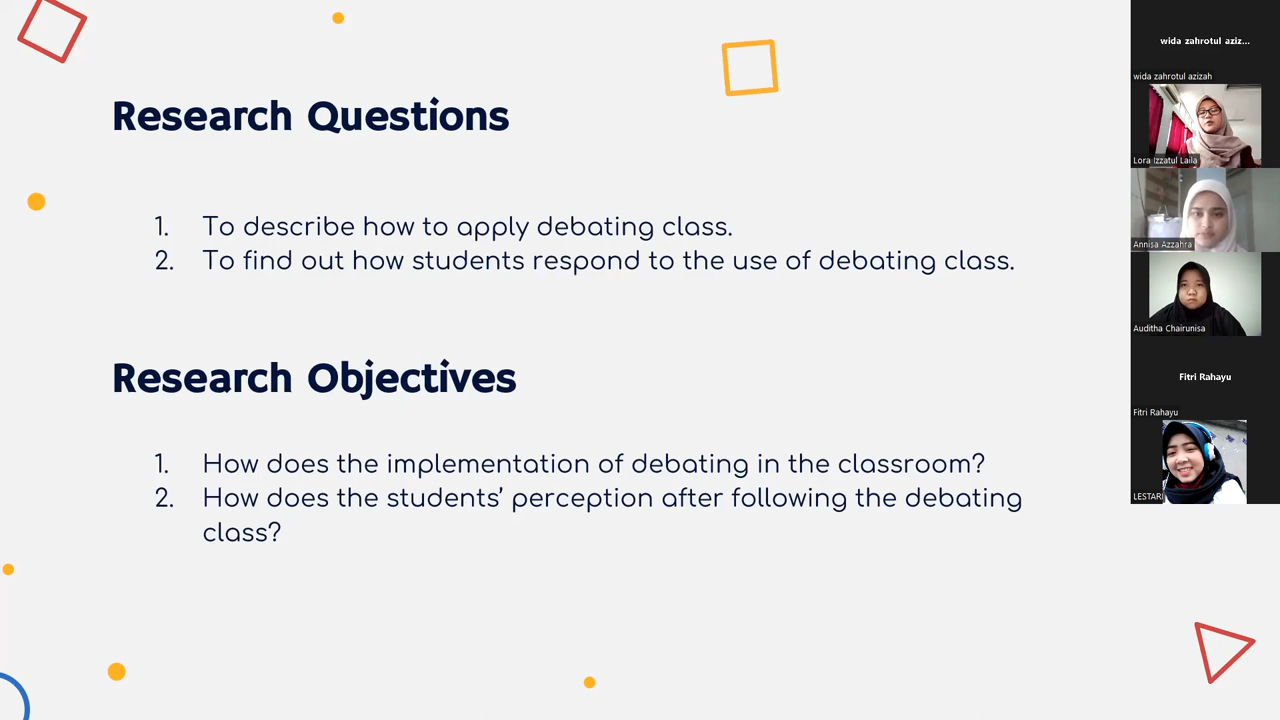 Research Questions
1. To describe how to apply debating class.
2. To find out how students respond to the use of debating class.
Research Objectives
1. How does the implementation of debating in the classroom?
2. How does the students’ perception after following the debating
class?
wida zahrotul aziz...
wida zahrotul azizah
Lora Izzatul Laila
Annisa Azzahra
Auditha Chairunisa
Fitri Rahayu
Fitri Rahayu
LESTARI